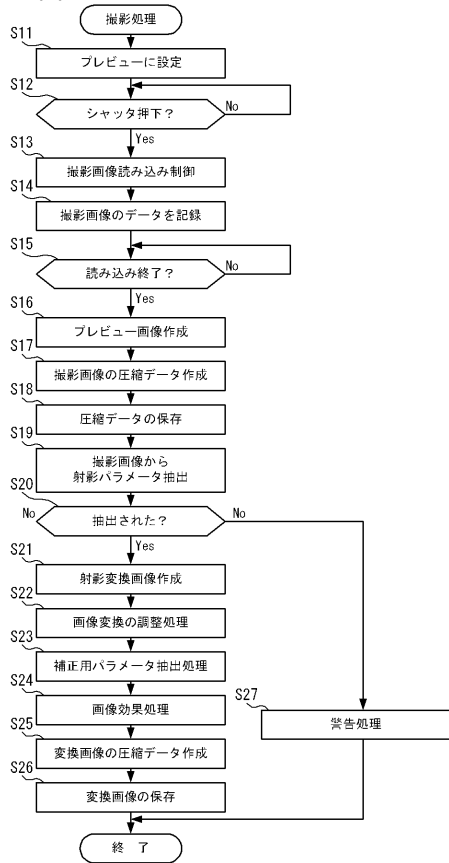 撮影処理
S11
プレビューに設定
S12
シャッタ押下?
No
Yes
S13
撮影画像読み込み制御
S14
撮影画像のデータを記録
S15
読み込み終了?
No
Yes
S16
プレビュー画像作成
S17
撮影画像の圧縮データ作成
S18
圧縮データの保存
S19
撮影画像から
射影パラメータ抽出
S20
No
抽出された?
No
Yes
S21
射影変換画像作成
S22
画像変換の調整処理
S23
補正用パラメータ抽出処理
S24
画像効果処理
S27
警告処理
S25
変換画像の圧縮データ作成
S26
変換画像の保存
終 了